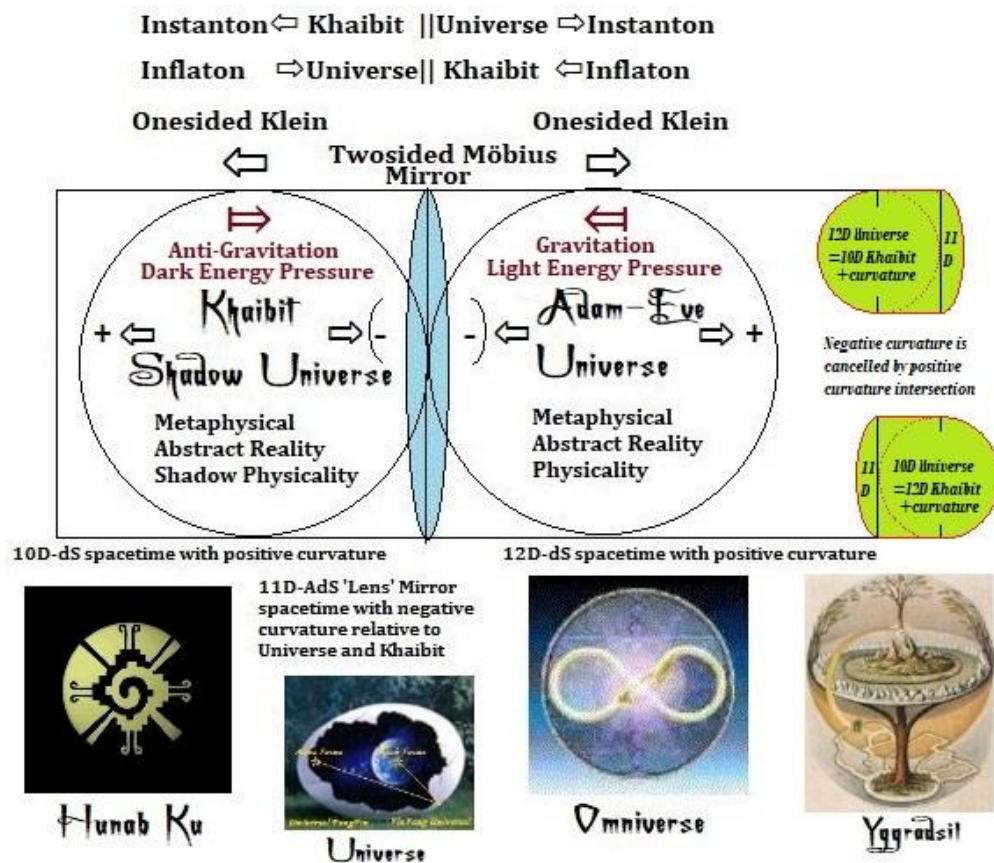 Instanton⇦ Khaibit ||Universe ⇨Instanton
Inflaton ⇨Universe|| Khaibit ⇦Inflaton
Onesided Klein
Onesided Klein
Twosided Möbius
Mirror
Anti-Gravitation
Dark Energy Pressure
Khaibit
Shadow Universe
+
-
Metaphysical
Abstract Reality
Shadow Physicality
Gravitation
Light Energy Pressure
Adam-Eve
Universe
-
+
Metaphysical
Abstract Reality
Physicality
12D Universe
=10D Khaibit
+curvature
11
D
Negative curvature is
cancelled by positive
curvature intersection
11
D
10D Universe
=12D Khaibit
+curvature
10D-dS spacetime with positive curvature
12D-dS spacetime with positive curvature
11D-AdS 'Lens' Mirror
spacetime with negative
curvature relative to
Universe and Khaibit
Hunab Ku
Universal YangYin
YinYang Universal
Universe
Omniverse
Yggradsil